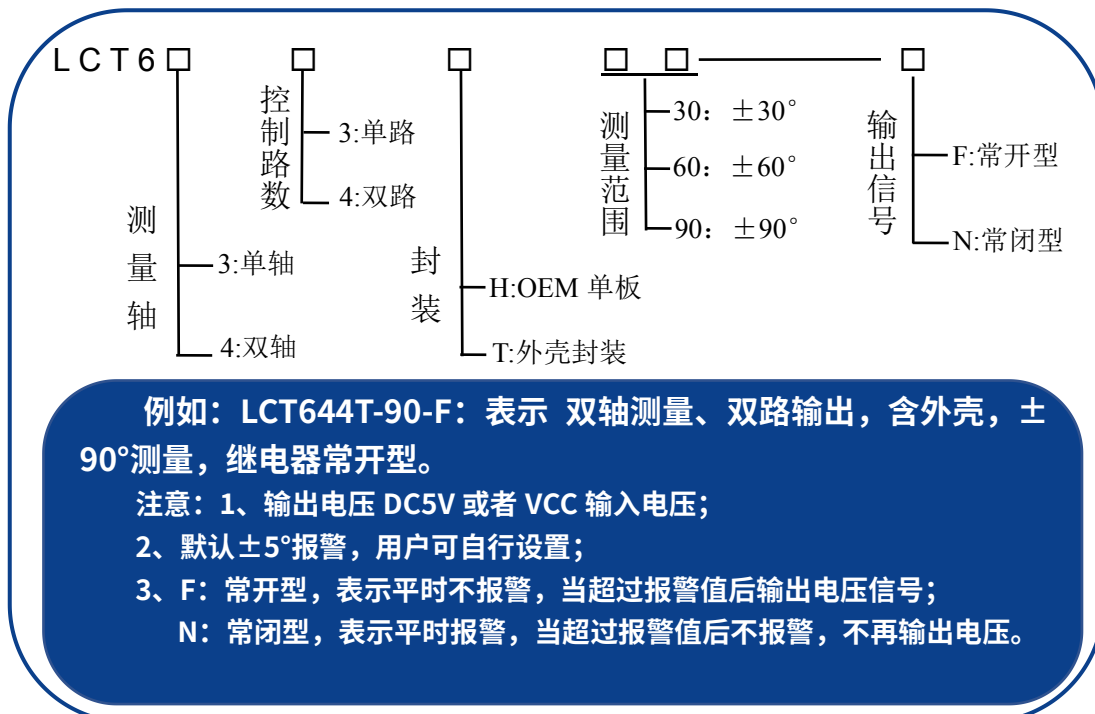 LCT6□ □ □ □ □ □
测量轴
3:单轴
4:双轴
控制路数
3:单路
4:双路
封装
H:OEM 单板
T:外壳封装
测量范围
30：±30°
60：±60°
90：±90°
输出信号
F:常开型
N:常闭型
例如：LCT644T-90-F：表示 双轴测量、双路输出，含外壳，±
90°测量，继电器常开型。
注意：1、输出电压 DC5V 或者 VCC 输入电压；
2、默认±5°报警，用户可自行设置；
3、F：常开型，表示平时不报警，当超过报警值后输出电压信号；
N：常闭型，表示平时报警，当超过报警值后不报警，不再输出电压。